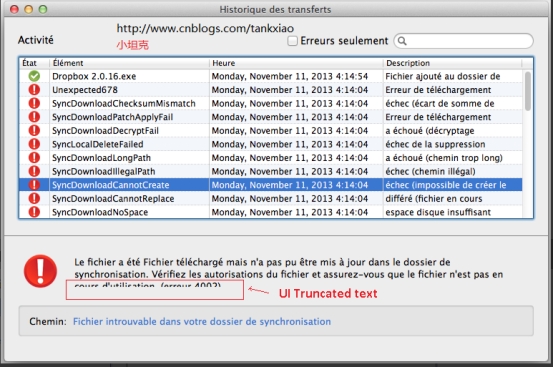 Historique des transferts
http://www.cnblogs.com/tankxiao
Activité
小坦克
Erreurs seulement
État Élément Heure Description
Dropbox 2.0.16.exe Monday, November 11, 2013 4:14:54 Fichier ajouté au dossier de
Unexpected678 Monday, November 11, 2013 4:14:04 Erreur de téléchargement
SyncDownloadChecksumMismatch Monday, November 11, 2013 4:14:04 échec (écart de somme de
SyncDownloadPatchApplyFail Monday, November 11, 2013 4:14:04 Erreur de téléchargement
SyncDownloadDecryptFail Monday, November 11, 2013 4:14:04 a échoué (décryptage
SyncLocalDeleteFailed Monday, November 11, 2013 4:14:04 échec de la suppression
SyncDownloadLongPath Monday, November 11, 2013 4:14:04 a échoué (chemin trop long)
SyncDownloadIllegalPath Monday, November 11, 2013 4:14:04 échec (chemin illégal)
SyncDownloadCannotCreate Monday, November 11, 2013 4:14:04 échec (impossible de créer le
SyncDownloadCannotReplace Monday, November 11, 2013 4:14:04 différé (fichier en cours
SyncDownloadNoSpace Monday, November 11, 2013 4:14:04 espace disque insuffisant
Le fichier a été Fichier téléchargé mais n'a pas pu être mis à jour dans le dossier de
synchronisation. Vérifiez les autorisations du fichier et assurez-vous que le fichier n'est pas en
cours d'utilisation. (erreur 4002)
UI Truncated text
Chemin: Fichier introuvable dans votre dossier de synchronisation